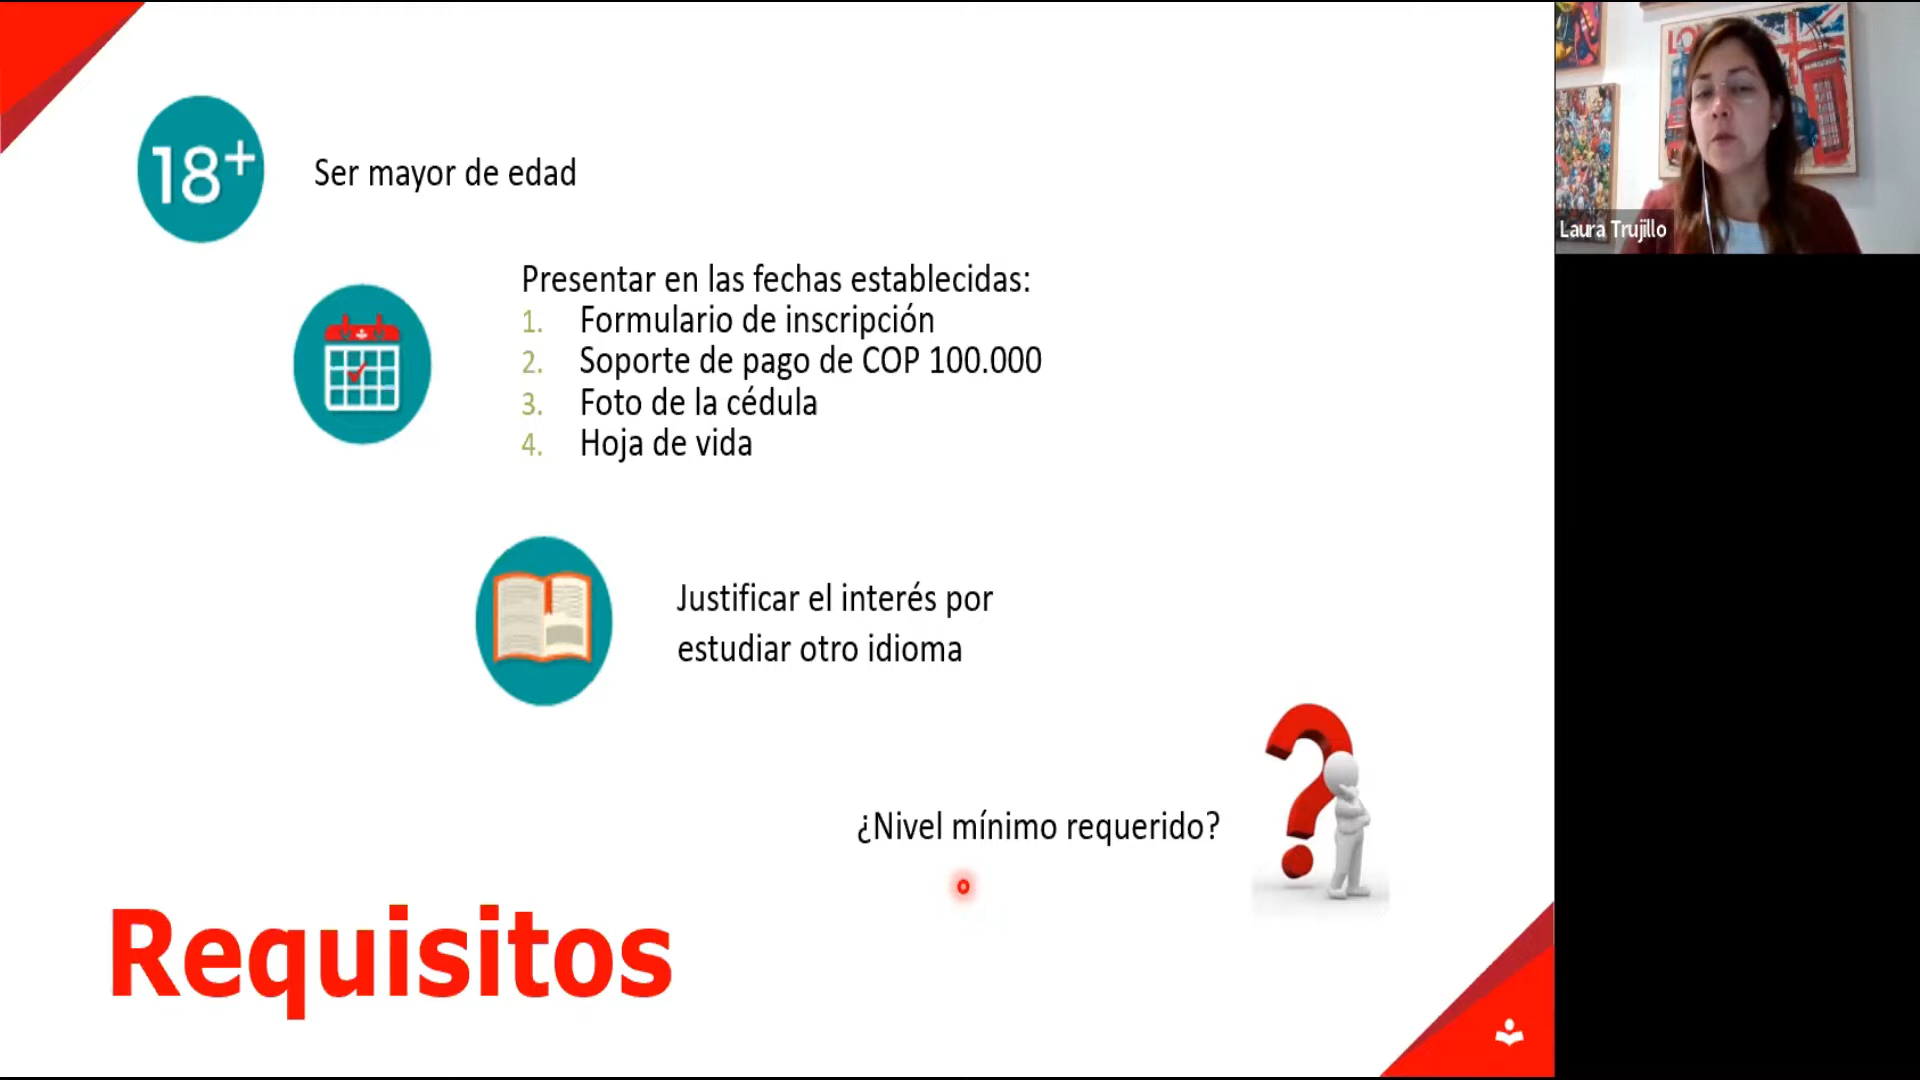 18+
Ser mayor de edad
Presentar en las fechas establecidas:
1. Formulario de inscripción
2. Soporte de pago de COP 100.000
3. Foto de la cédula
4. Hoja de vida
Justificar el interés por
estudiar otro idioma
¿Nivel mínimo requerido?
Requisitos
LO
Laura Trujillo